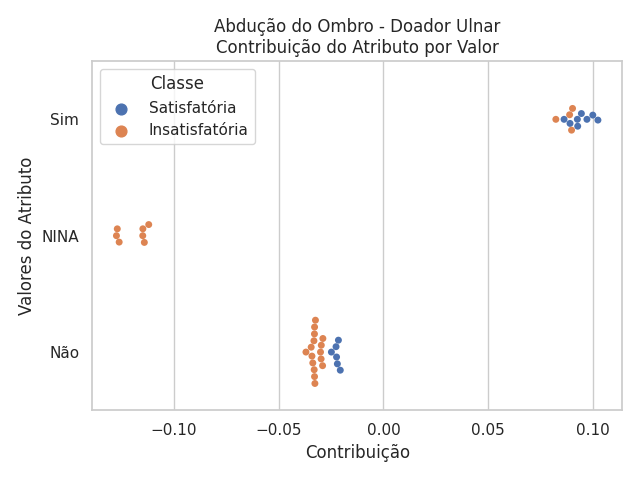 Abdução do Ombro - Doador Ulnar
Contribuição do Atributo por Valor
Classe
Satisfatória
Insatisfatória
Valores do Atributo
Sim
NINA
Não
−0.10
−0.05
0.00
0.05
0.10
Contribuição